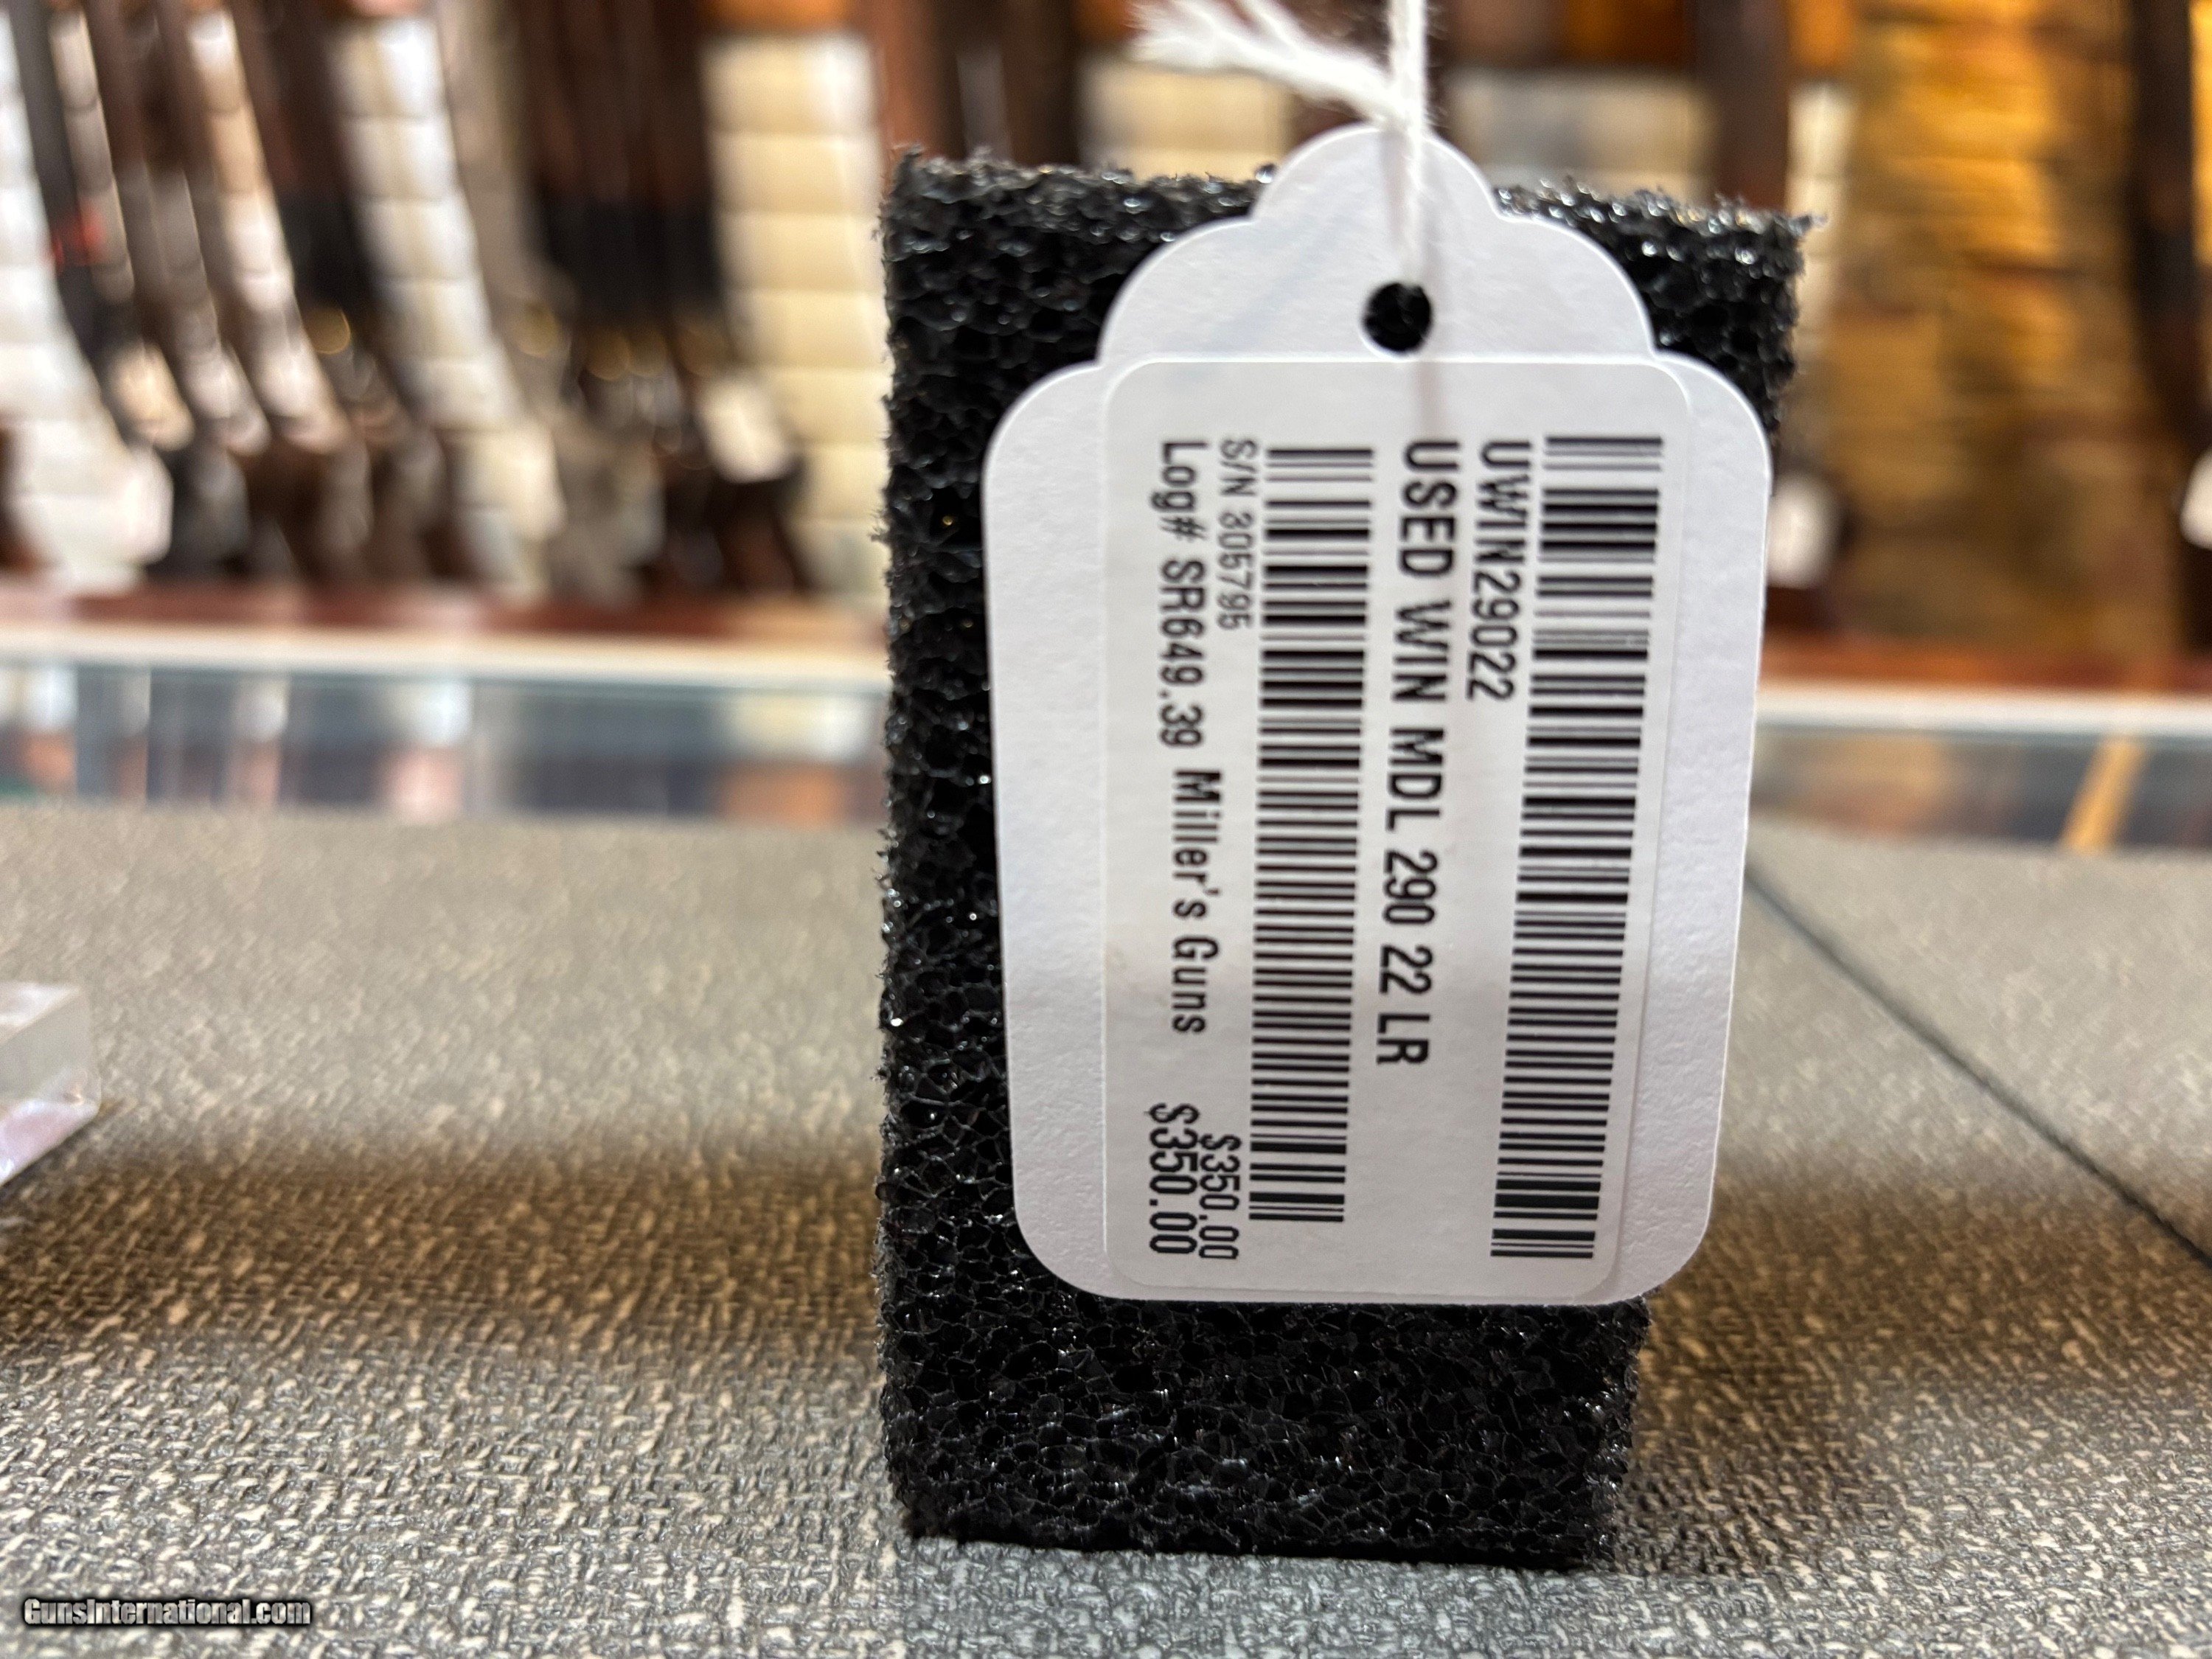 UWIN29022
USED WIN MDL 290 22 LR
S/N 305795 $350.00
Log# SR649.39 Miller's Guns $350.00
GunsInternational.com